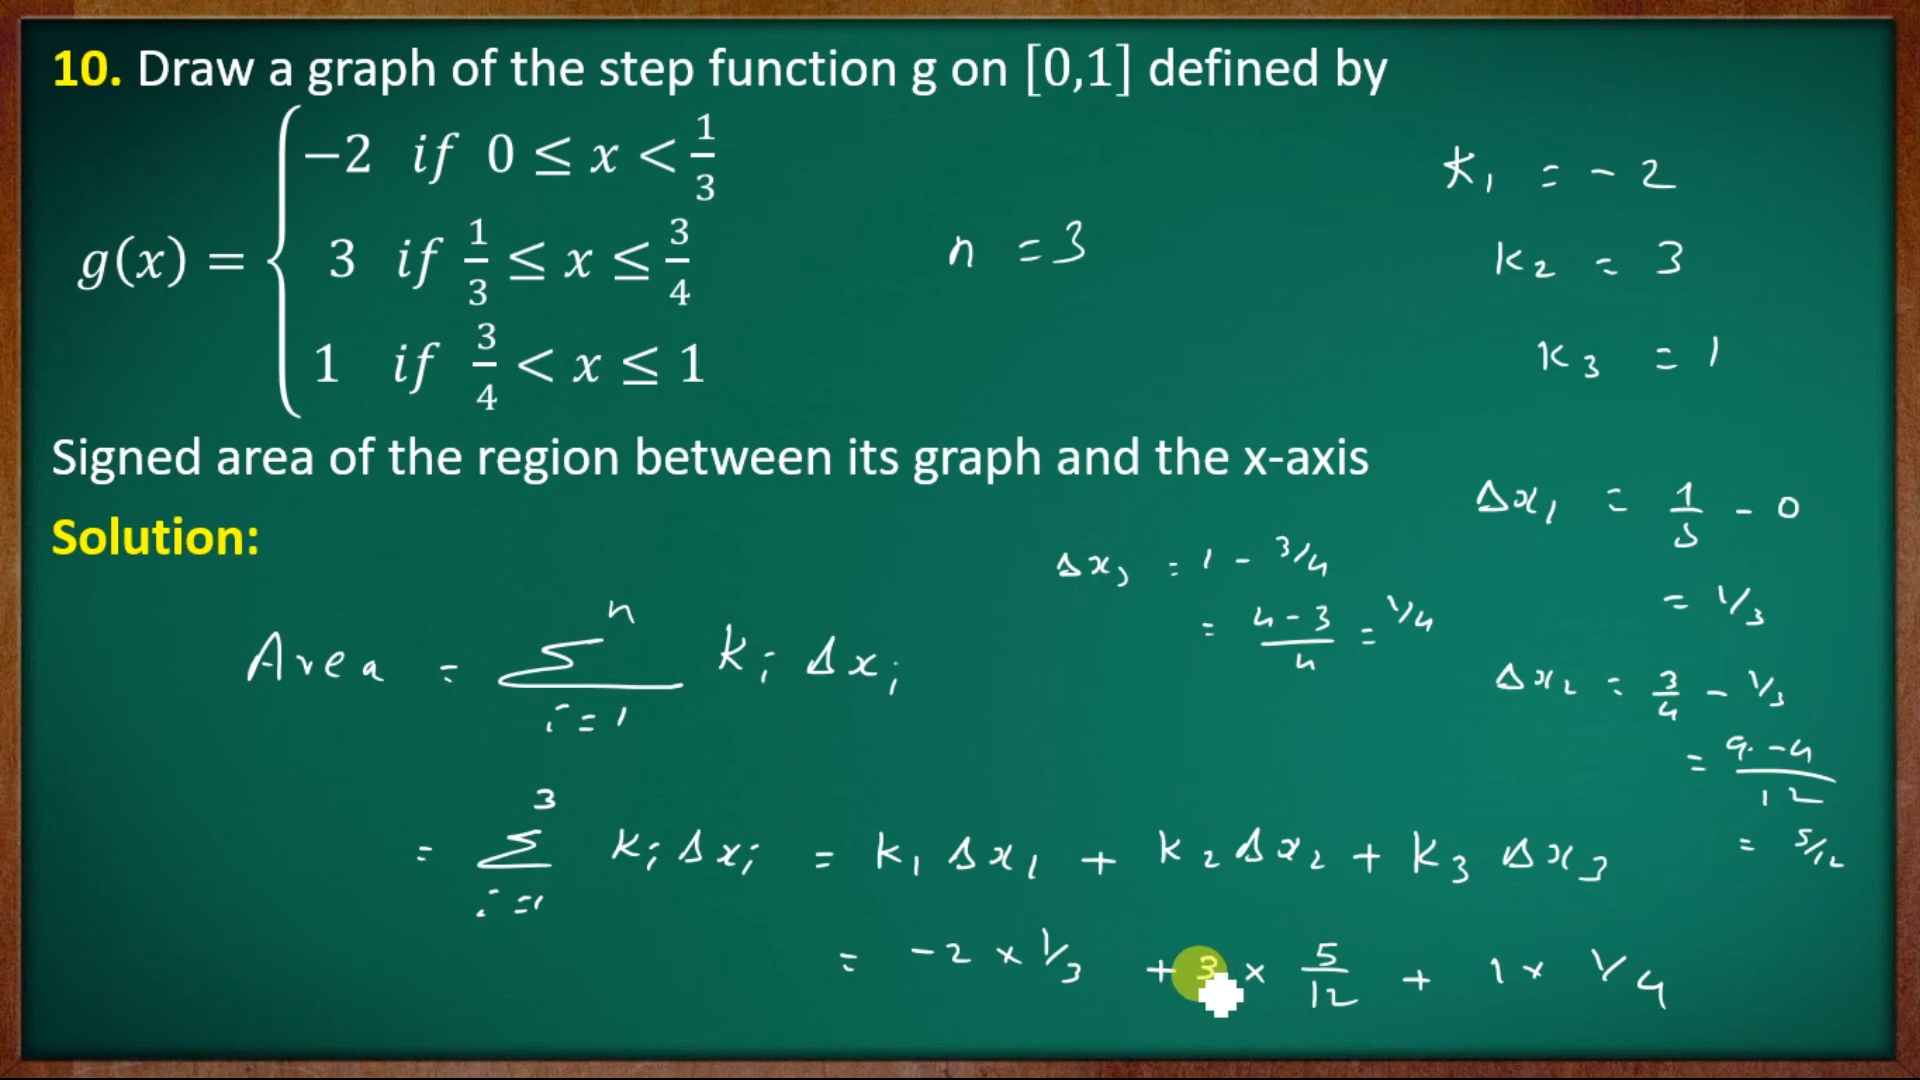 10. Draw a graph of the step function g on [0,1] defined by
g(x) = { −2 if 0 ≤ x < 1/3
3 if 1/3 ≤ x ≤ 3/4
1 if 3/4 < x ≤ 1
n = 3
k₁ = - 2
k₂ = 3
k₃ = 1
Signed area of the region between its graph and the x-axis
Solution:
Δx₁ = 1/3 - 0
= 1/3
Δx₃ = 1 - 3/4
= (4-3)/4 = 1/4
Δx₂ = 3/4 - 1/3
= (9-4)/12
= 5/12
Area = Σ_{i=1}^{n} kᵢ Δxᵢ
= Σ_{i=1}^{3} kᵢ Δxᵢ = k₁ Δx₁ + k₂ Δx₂ + k₃ Δx₃
= -2 × 1/3 + 3 × 5/12 + 1 × 1/4